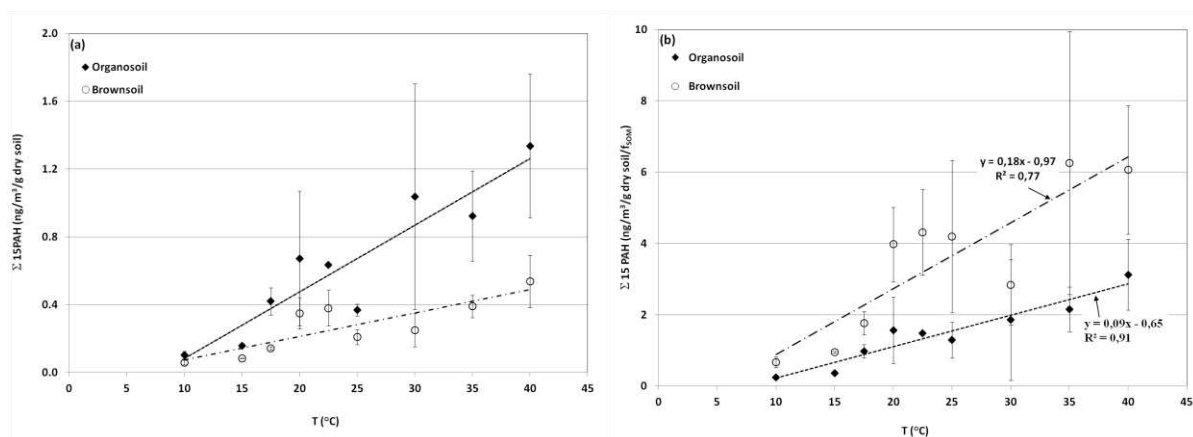 (a)
Organosoil
Brownsoil
Σ 15PAH (ng/m³/g dry soil)
2.0
1.6
1.2
0.8
0.4
0.0
0 5 10 15 20 25 30 35 40 45
T (°C)
(b)
Organosoil
Brownsoil
Σ 15 PAH (ng/m³/g dry soil/fSOM)
10
8
6
4
2
0
y = 0,18x - 0,97
R² = 0,77
y = 0,09x - 0,65
R² = 0,91
0 5 10 15 20 25 30 35 40 45
T (°C)